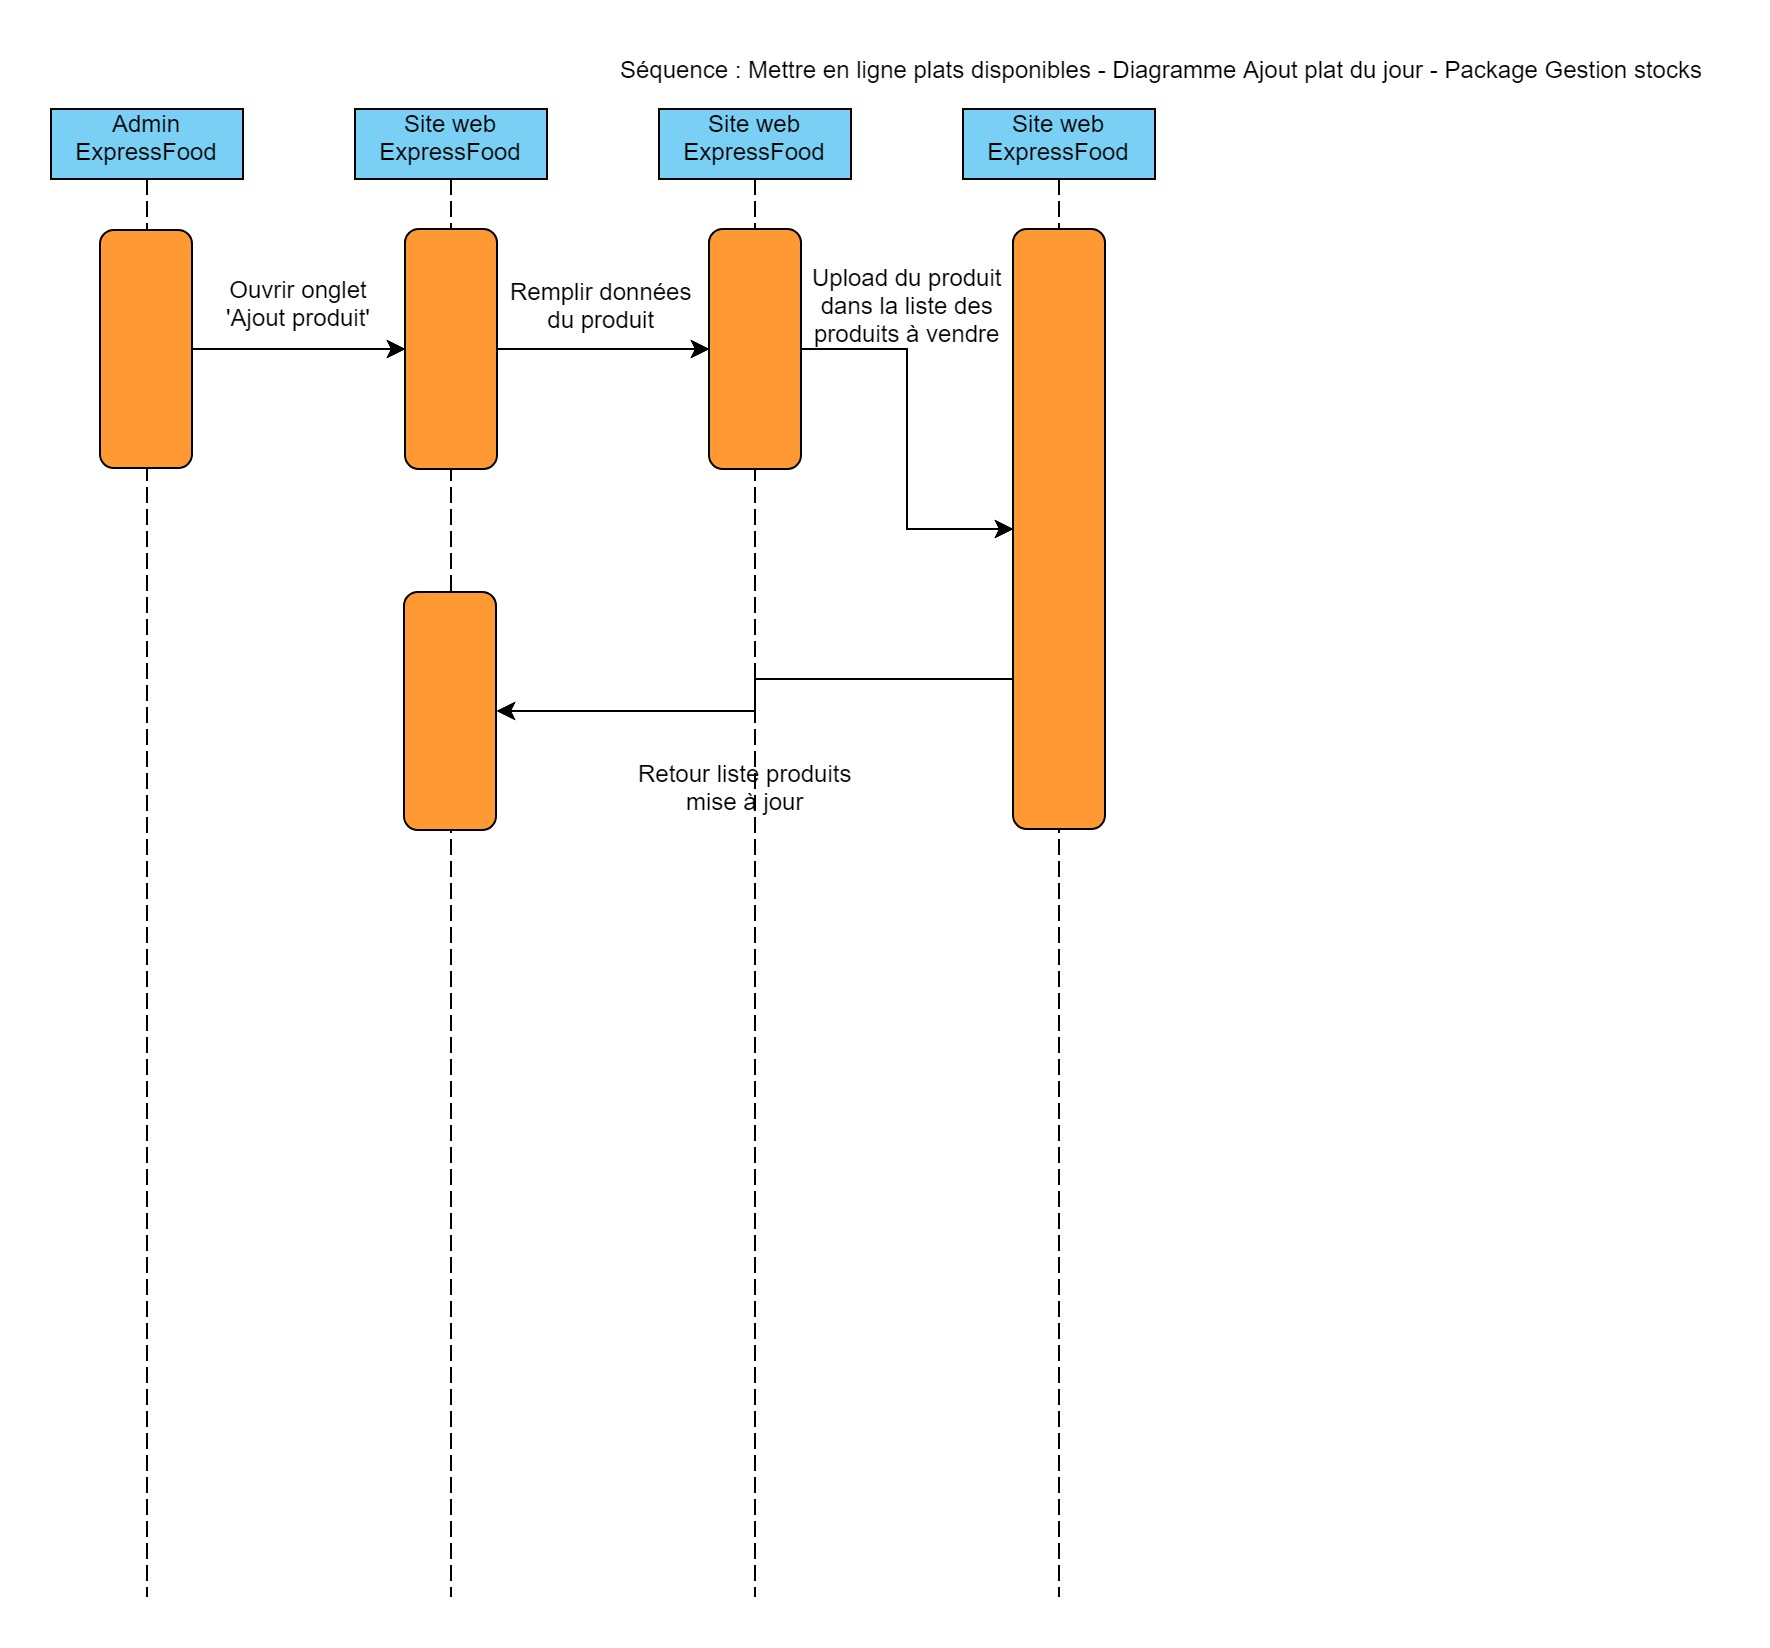 Séquence : Mettre en ligne plats disponibles - Diagramme Ajout plat du jour - Package Gestion stocks
Admin
ExpressFood
Site web
ExpressFood
Site web
ExpressFood
Site web
ExpressFood
Ouvrir onglet
'Ajout produit'
Remplir données
du produit
Upload du produit
dans la liste des
produits à vendre
Retour liste produits
mise à jour